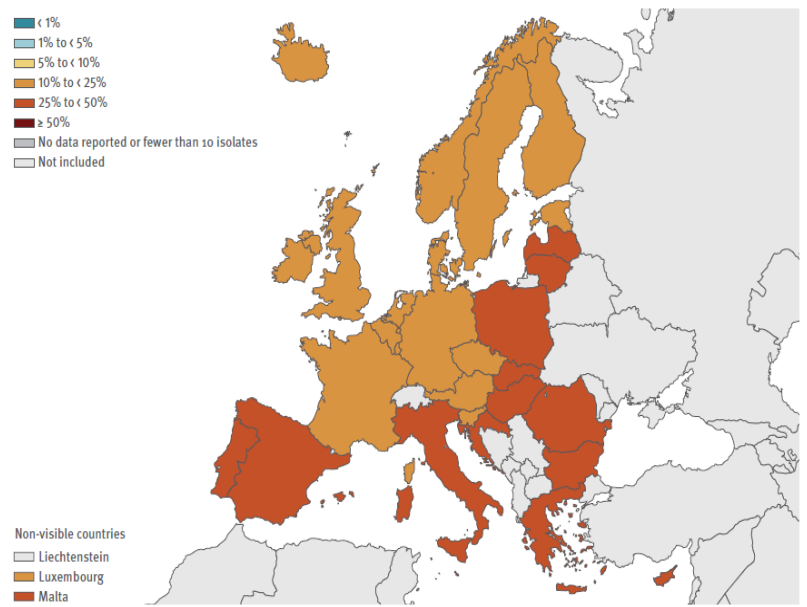 < 1%
1% to < 5%
5% to < 10%
10% to < 25%
25% to < 50%
≥ 50%
No data reported or fewer than 10 isolates
Not included
Non-visible countries
Liechtenstein
Luxembourg
Malta